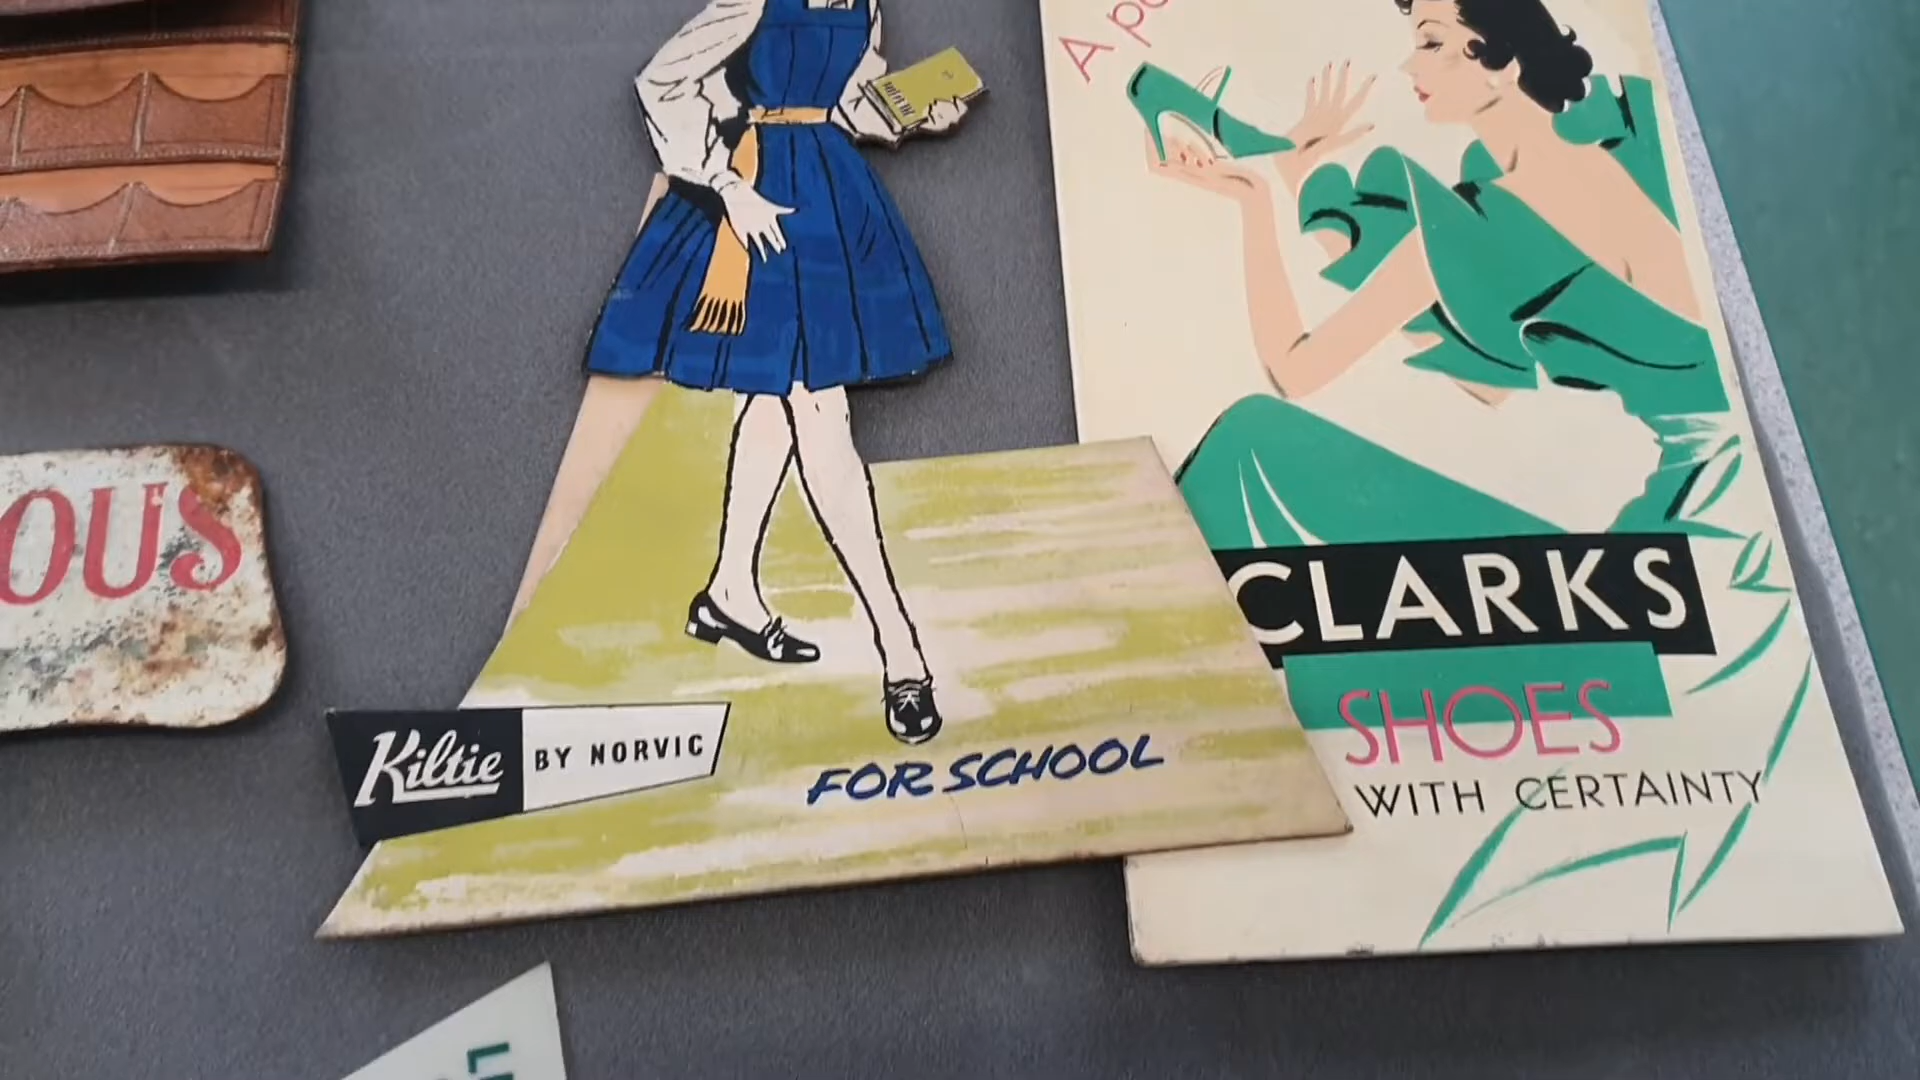 A
OUS
Kiltie BY NORVIC
FOR SCHOOL
CLARKS
SHOES
WITH CERTAINTY